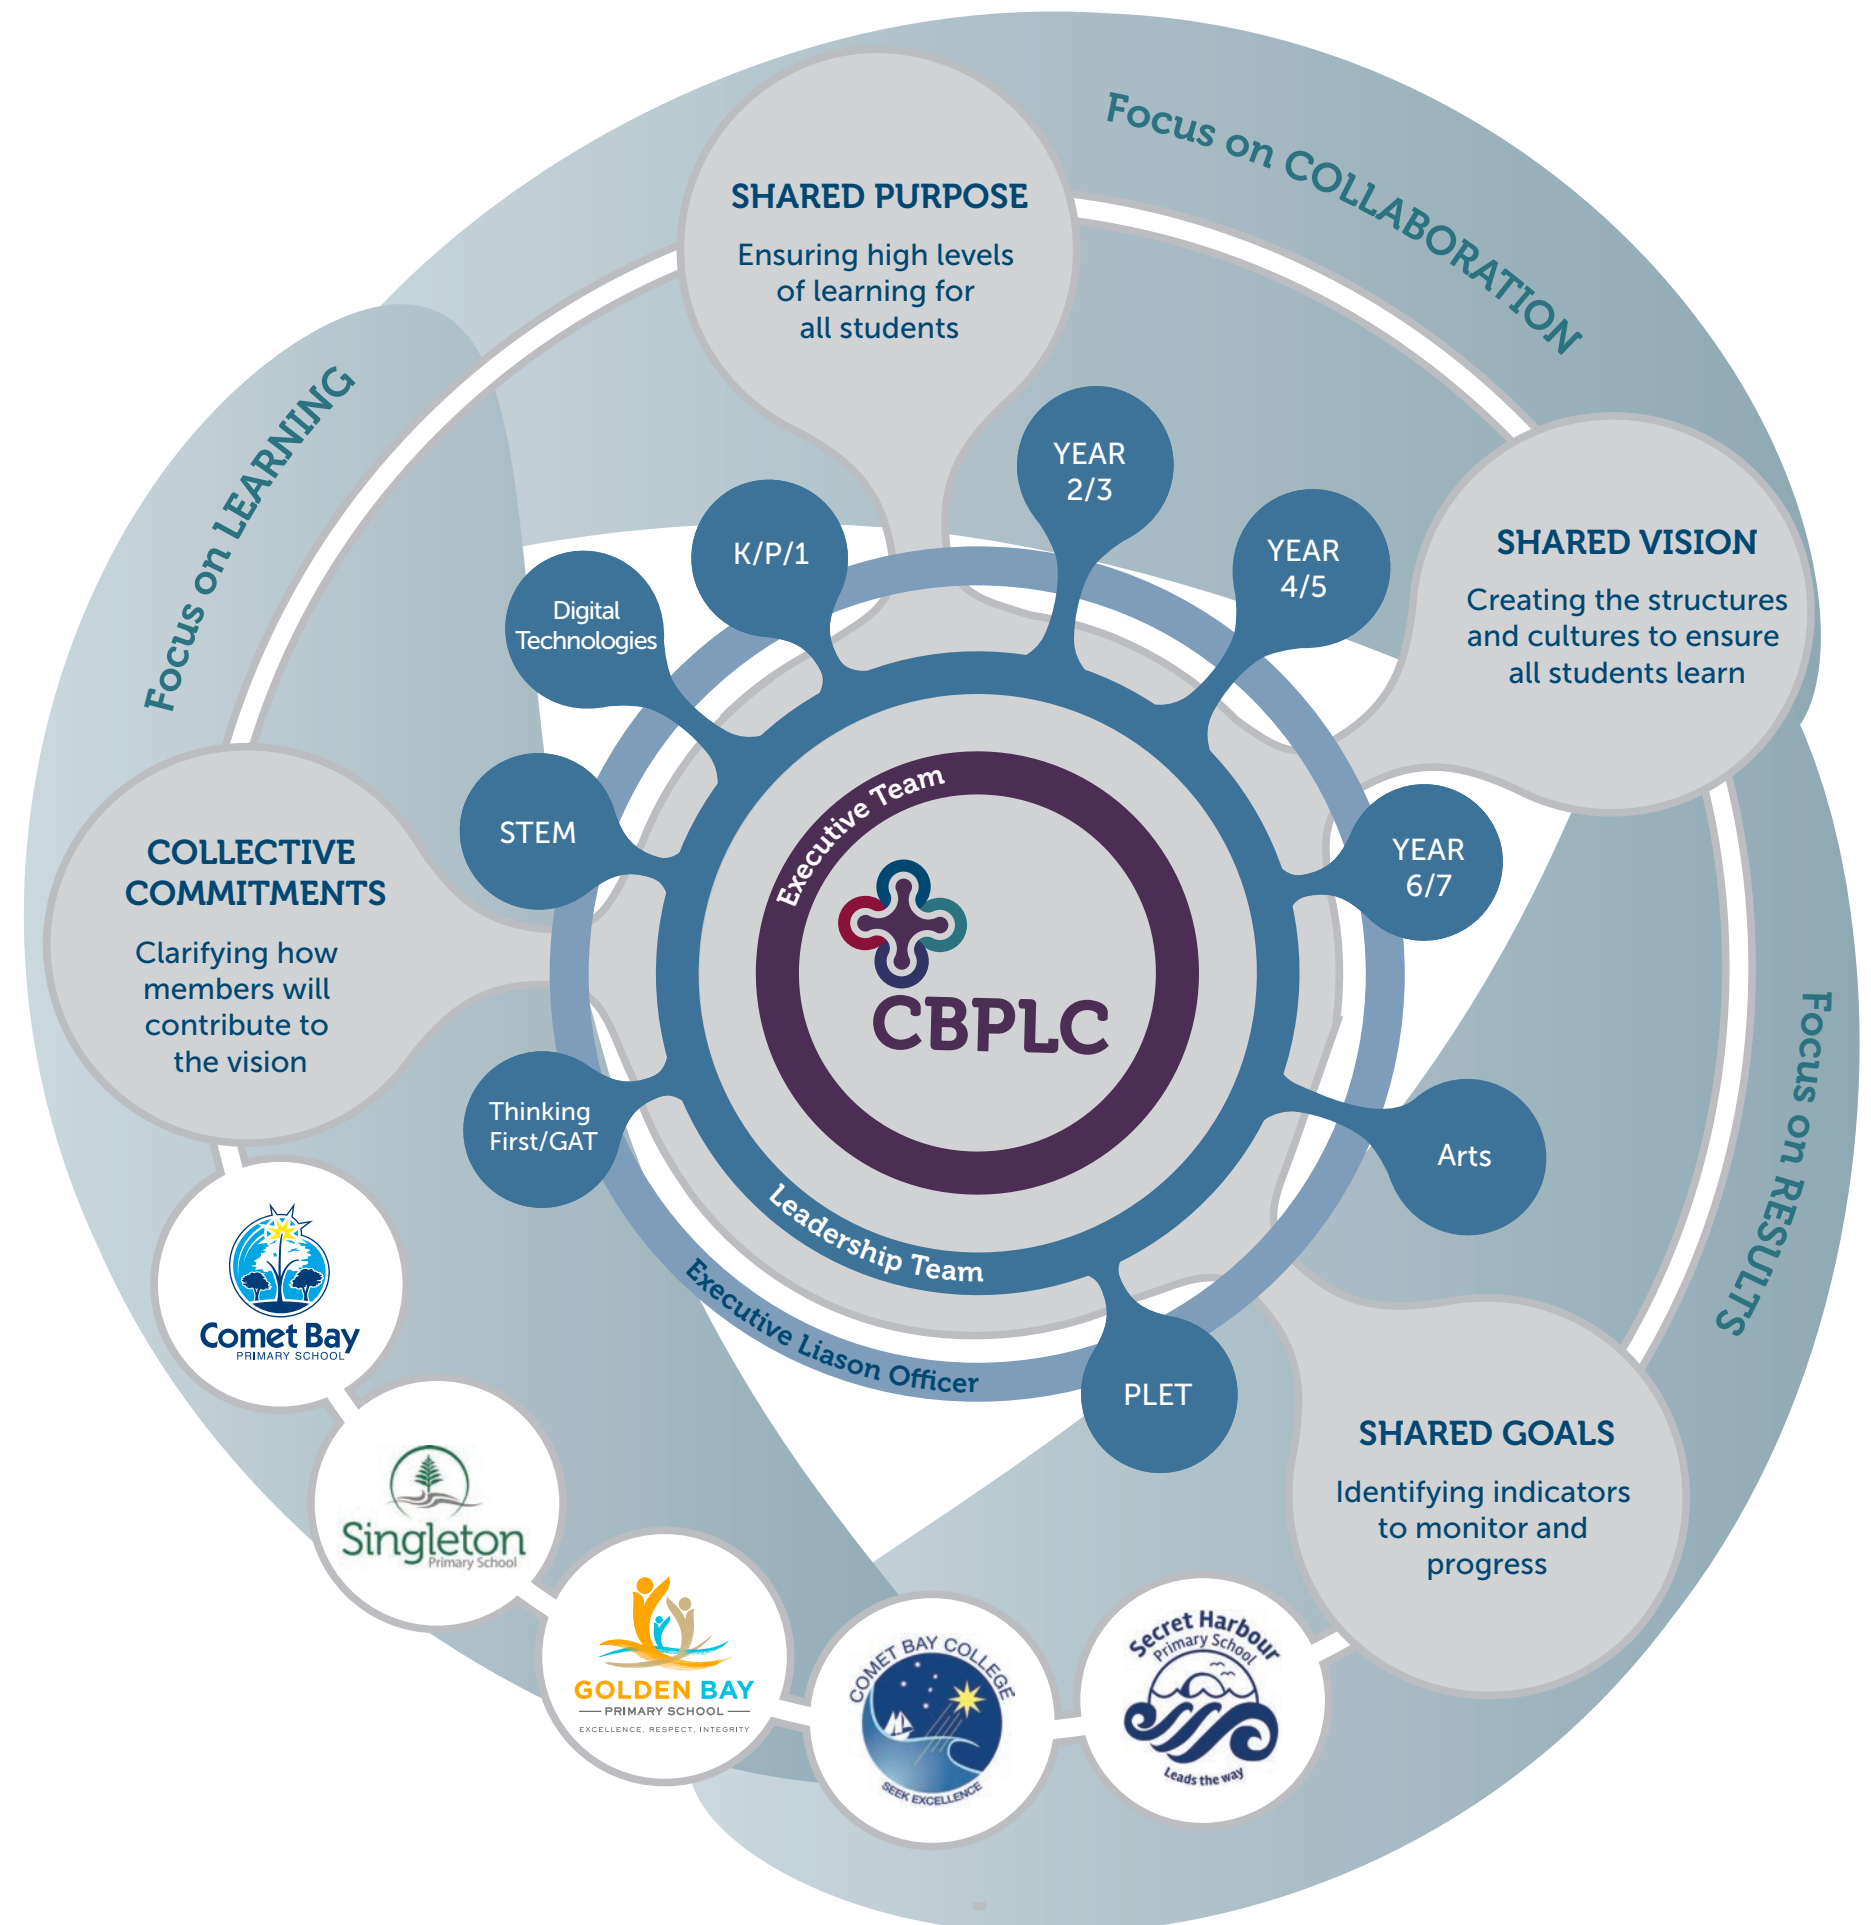 Focus on COLLABORATION
SHARED PURPOSE
Ensuring high levels
of learning for
all students
Focus on LEARNING
YEAR
2/3
K/P/1
YEAR
4/5
Digital
Technologies
SHARED VISION
Creating the structures
and cultures to ensure
all students learn
STEM
Executive Team
YEAR
6/7
COLLECTIVE
COMMITMENTS
Clarifying how
members will
contribute to
the vision
CBPLC
Focus on RESULTS
Thinking
First/GAT
Arts
Leadership Team
Executive Liason Officer
PLET
Comet Bay
PRIMARY SCHOOL
SHARED GOALS
Identifying indicators
to monitor and
progress
Singleton
Primary School
GOLDEN BAY
PRIMARY SCHOOL
EXCELLENCE, RESPECT, INTEGRITY
COMET BAY COLLEGE
SEEK EXCELLENCE
Secret Harbour
Primary School
Leads the way